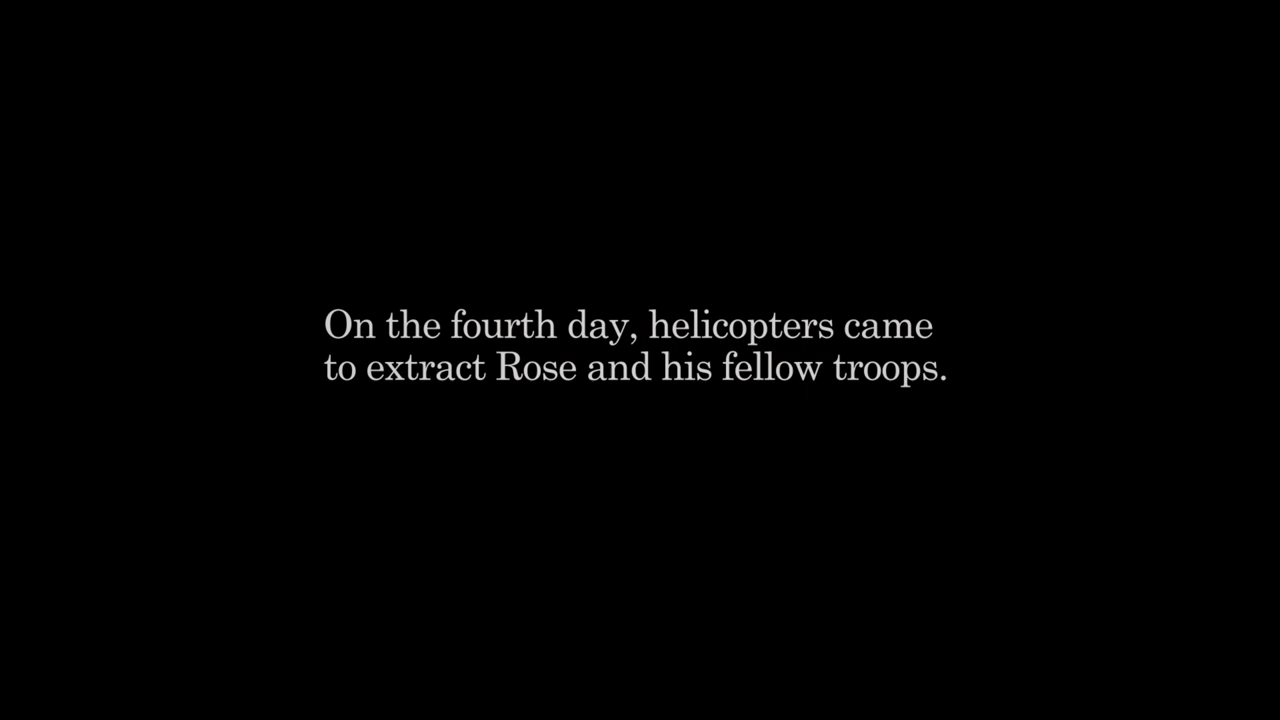 On the fourth day, helicopters came
to extract Rose and his fellow troops.